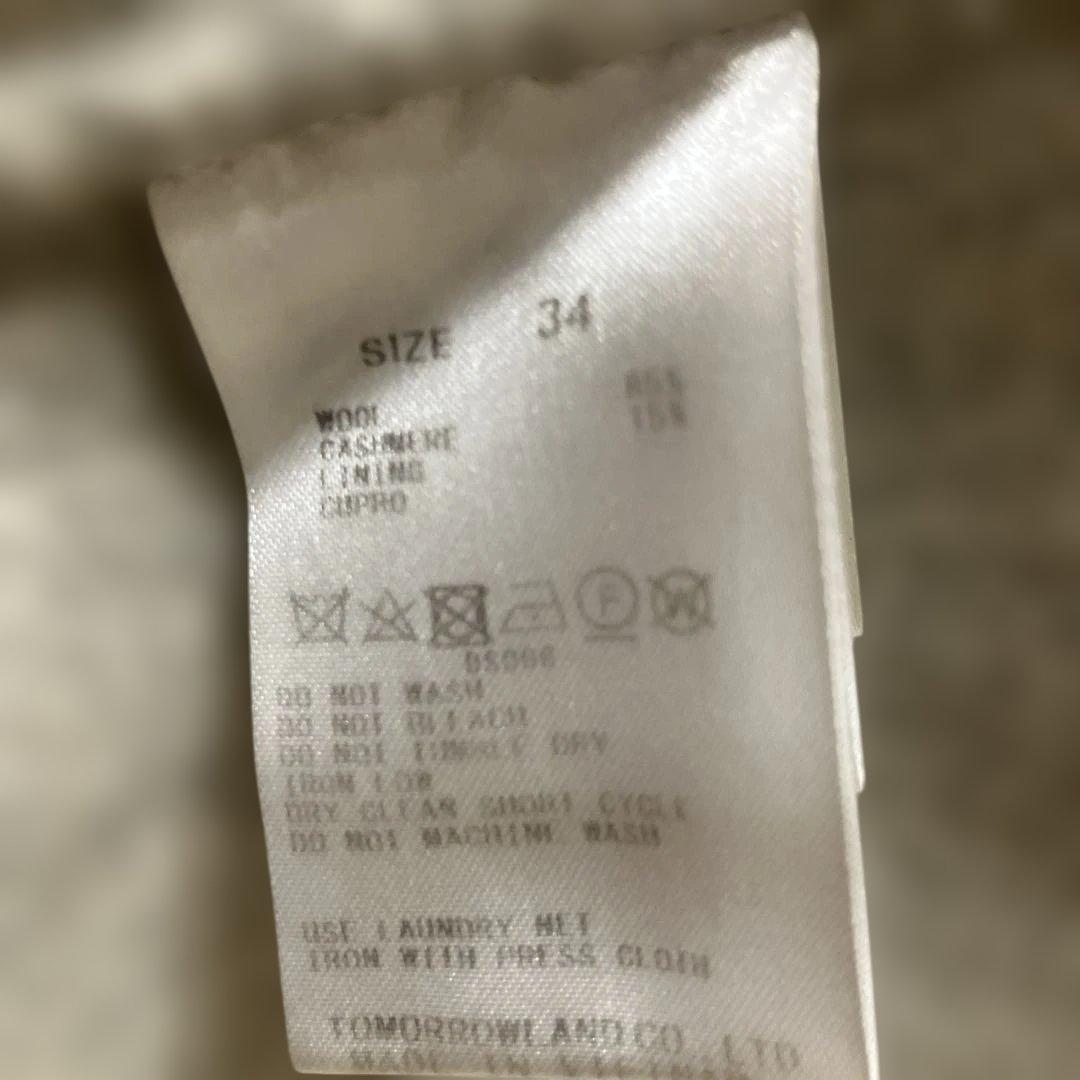 SIZE 34
WOOL 85%
CASHMERE 15%
LINING
CUPRO
F W
DS006
DO NOT WASH
DO NOT BLEACH
DO NOT TUMBLE DRY
IRON LOW
DRY CLEAN SHORT CYCLE
DO NOT MACHINE WASH
USE LAUNDRY NET
IRON WITH PRESS CLOTH
TOMORROWLAND CO., LTD
MADE IN